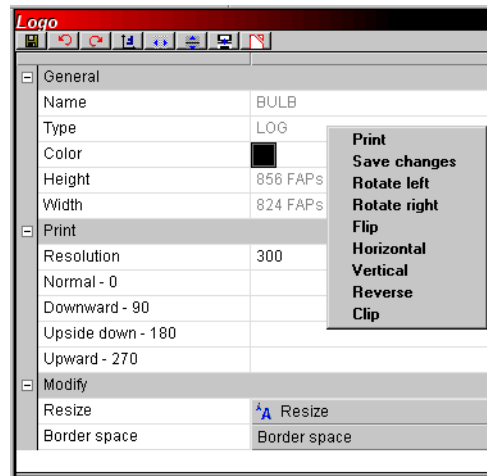 Logo
General
Name BULB
Type LOG
Color
Height 856 FAPs
Width 824 FAPs
Print
Resolution 300
Normal - 0
Downward - 90
Upside down - 180
Upward - 270
Modify
Resize Resize
Border space Border space
Print
Save changes
Rotate left
Rotate right
Flip
Horizontal
Vertical
Reverse
Clip